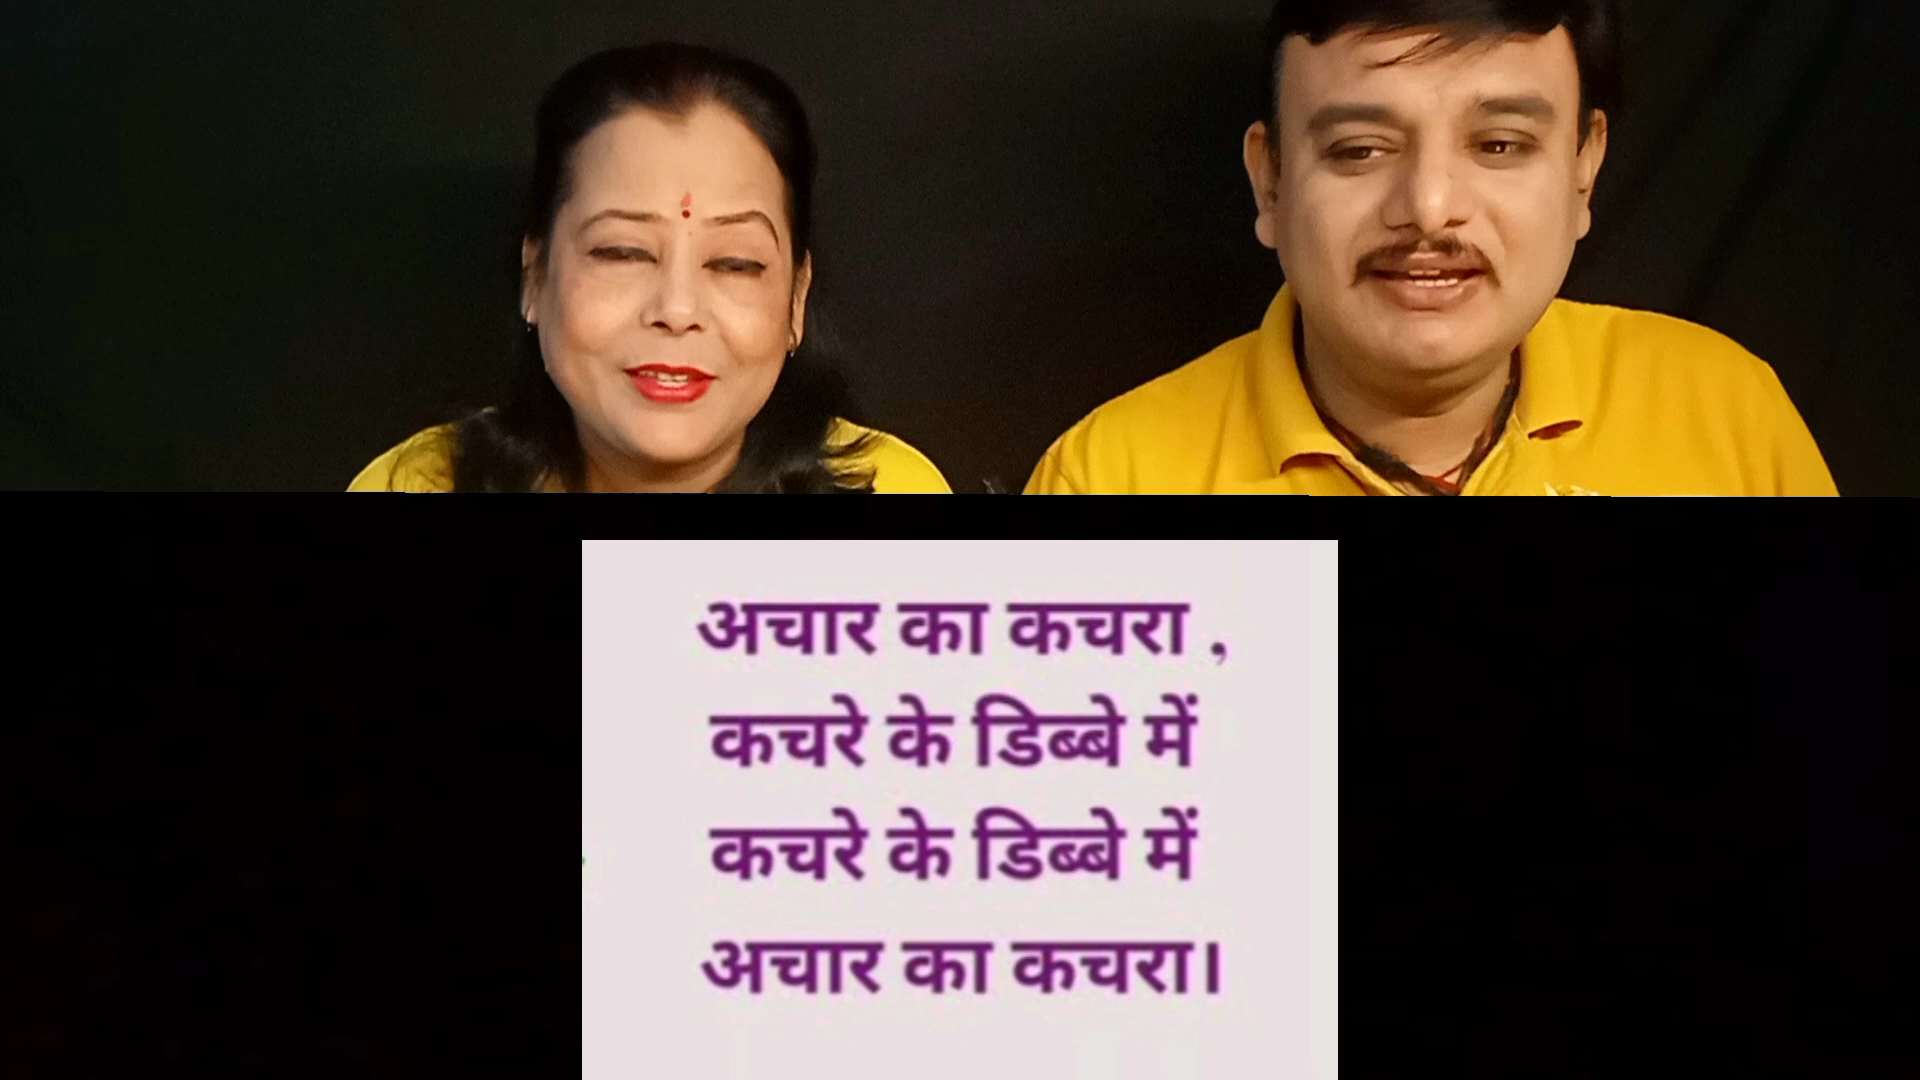 अचार का कचरा ,
कचरे के डिब्बे में
कचरे के डिब्बे में
अचार का कचरा।